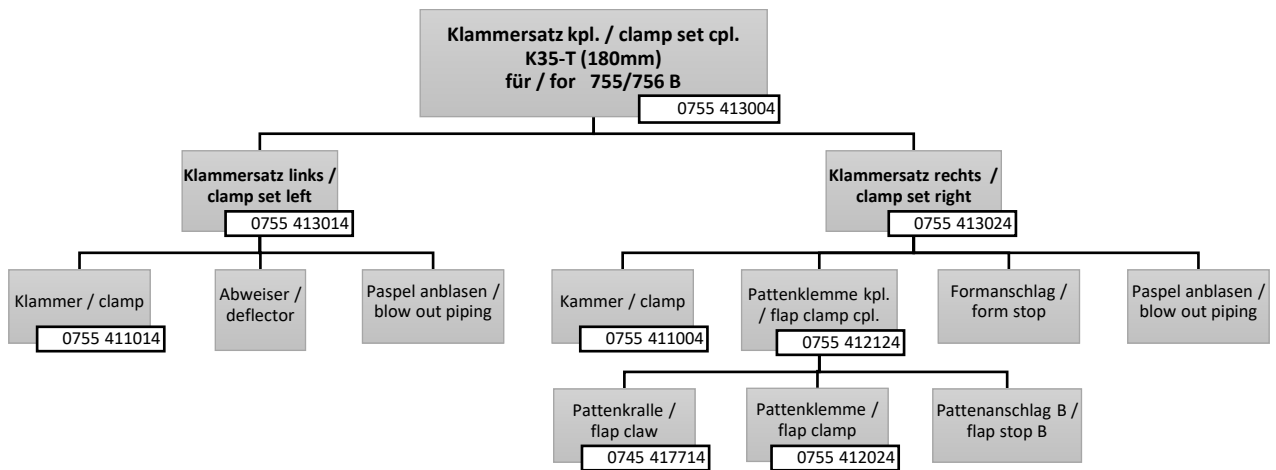 Klammersatz kpl. / clamp set cpl.
K35-T (180mm)
für / for 755/756 B
0755 413004
Klammersatz links /
clamp set left
0755 413014
Klammersatz rechts /
clamp set right
0755 413024
Klammer / clamp
0755 411014
Abweiser /
deflector
Paspel anblasen /
blow out piping
Kammer / clamp
0755 411004
Pattenklemme kpl.
/ flap clamp cpl.
0755 412124
Formanschlag /
form stop
Paspel anblasen /
blow out piping
Pattenkralle /
flap claw
0745 417714
Pattenklemme /
flap clamp
0755 412024
Pattenanschlag B /
flap stop B